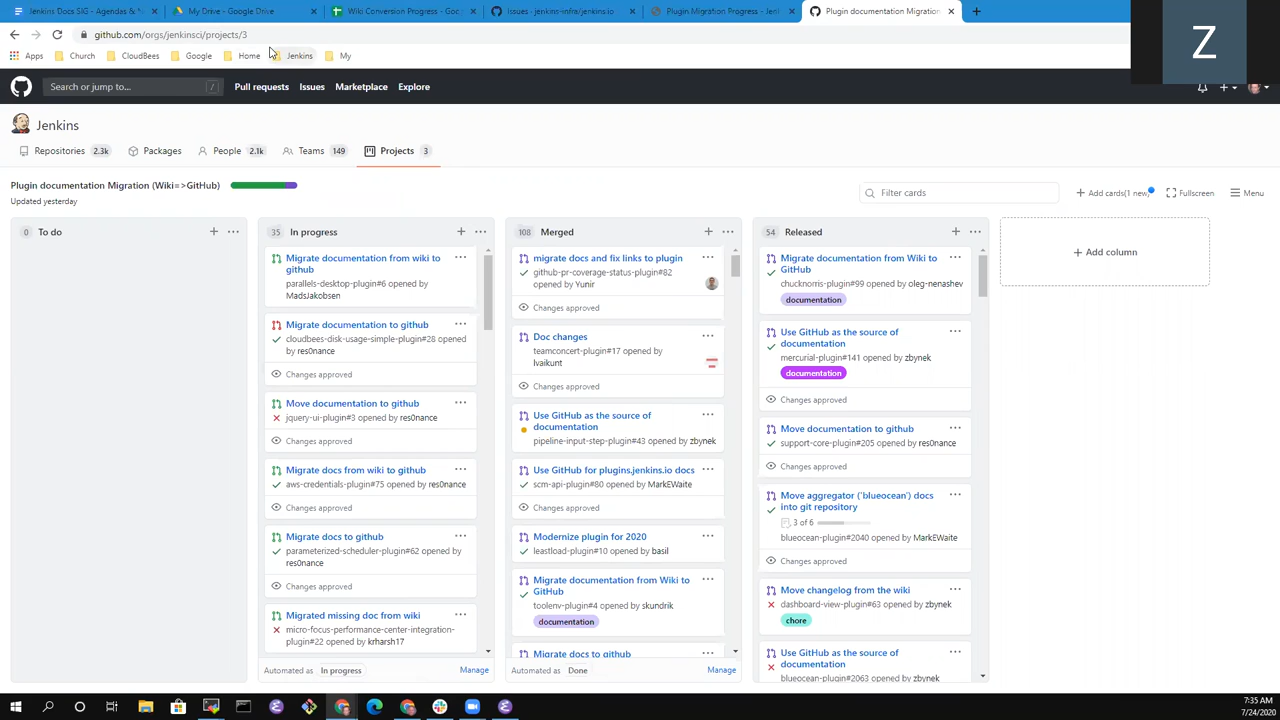 Docs SIG - Agendas & N
My Drive - Google Drive
Wiki Conversion Progress - Goo
Issues · jenkins-infra/jenkins.io
Plugin Migration Progress - Jen
Plugin documentation Migration
github.com/orgs/jenkinsci/projects/3
Apps
Church
CloudBees
Google
Home
Jenkins
My
Z
Search or jump to...
/
Pull requests
Issues
Marketplace
Explore
Jenkins
Repositories 2.3k
Packages
People 2.1k
Teams 149
Projects 3
Plugin documentation Migration (Wiki=>GitHub)
Updated yesterday
Filter cards
Add cards(1 new)
Fullscreen
Menu
0 To do
35 In progress
Migrate documentation from wiki to
github
parallels-desktop-plugin#6 opened by
MadsJakobsen
Migrate documentation to github
cloudbees-disk-usage-simple-plugin#28 opened
by res0nance
Changes approved
Move documentation to github
jquery-ui-plugin#3 opened by res0nance
Changes approved
Migrate docs from wiki to github
aws-credentials-plugin#75 opened by res0nance
Changes approved
Migrate docs to github
parameterized-scheduler-plugin#62 opened by
res0nance
Changes approved
Migrated missing doc from wiki
micro-focus-performance-center-integration-
plugin#22 opened by krharsh17
Automated as In progress
Manage
108 Merged
migrate docs and fix links to plugin
github-pr-coverage-status-plugin#82
opened by Yunir
Changes approved
Doc changes
teamconcert-plugin#17 opened by
lvaikunt
Changes approved
Use GitHub as the source of
documentation
pipeline-input-step-plugin#43 opened by zbynek
Use GitHub for plugins.jenkins.io docs
scm-api-plugin#80 opened by MarkEWaite
Changes approved
Modernize plugin for 2020
leastload-plugin#10 opened by basil
Migrate documentation from Wiki to
GitHub
toolenv-plugin#4 opened by skundrik
documentation
Migrate docs to github
Automated as Done
Manage
54 Released
Migrate documentation from Wiki to
GitHub
chucknorris-plugin#99 opened by oleg-nenashev
documentation
Use GitHub as the source of
documentation
mercurial-plugin#141 opened by zbynek
documentation
Changes approved
Move documentation to github
support-core-plugin#205 opened by res0nance
Changes approved
Move aggregator ('blueocean') docs
into git repository
3 of 6
blueocean-plugin#2040 opened by MarkEWaite
Changes approved
Move changelog from the wiki
dashboard-view-plugin#63 opened by zbynek
chore
Use GitHub as the source of
documentation
blueocean-plugin#2063 opened by zbynek
Add column
7:35 AM
7/24/2020